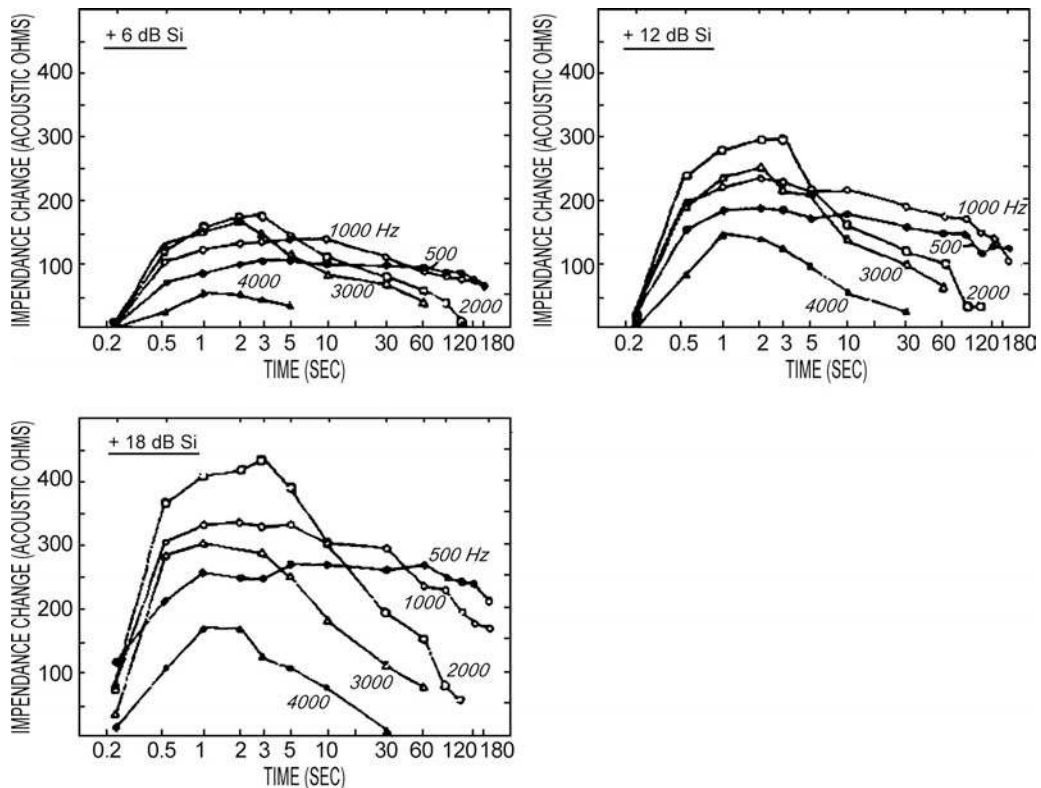 + 6 dB Si
IMPENDANCE CHANGE (ACOUSTIC OHMS)
400
300
200
100
1000 Hz
500
4000
3000
2000
0.2 0.5 1 2 3 5 10 30 60 120 180
TIME (SEC)
+ 12 dB Si
IMPENDANCE CHANGE (ACOUSTIC OHMS)
400
300
200
100
1000 Hz
500
3000
4000
2000
0.2 0.5 1 2 3 5 10 30 60 120 180
TIME (SEC)
+ 18 dB Si
IMPENDANCE CHANGE (ACOUSTIC OHMS)
400
300
200
100
500 Hz
1000
2000
3000
4000
0.2 0.5 1 2 3 5 10 30 60 120 180
TIME (SEC)